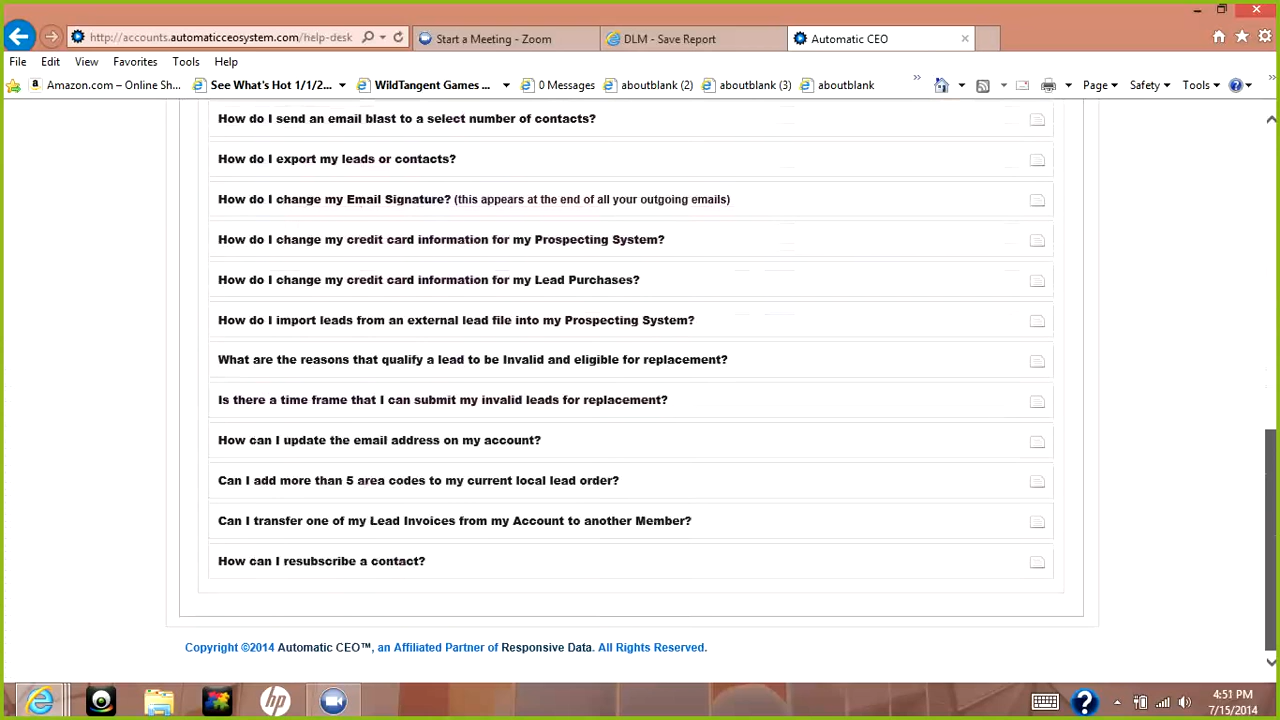 http://accounts.automaticceosystem.com/help-desk
Start a Meeting - Zoom
DLM - Save Report
Automatic CEO
File Edit View Favorites Tools Help
Amazon.com – Online Sh... See What's Hot 1/1/2... WildTangent Games ... 0 Messages aboutblank (2) aboutblank (3) aboutblank » Page Safety Tools »
How do I send an email blast to a select number of contacts?
How do I export my leads or contacts?
How do I change my Email Signature? (this appears at the end of all your outgoing emails)
How do I change my credit card information for my Prospecting System?
How do I change my credit card information for my Lead Purchases?
How do I import leads from an external lead file into my Prospecting System?
What are the reasons that qualify a lead to be Invalid and eligible for replacement?
Is there a time frame that I can submit my invalid leads for replacement?
How can I update the email address on my account?
Can I add more than 5 area codes to my current local lead order?
Can I transfer one of my Lead Invoices from my Account to another Member?
How can I resubscribe a contact?
Copyright ©2014 Automatic CEO™, an Affiliated Partner of Responsive Data. All Rights Reserved.
hp
4:51 PM
7/15/2014